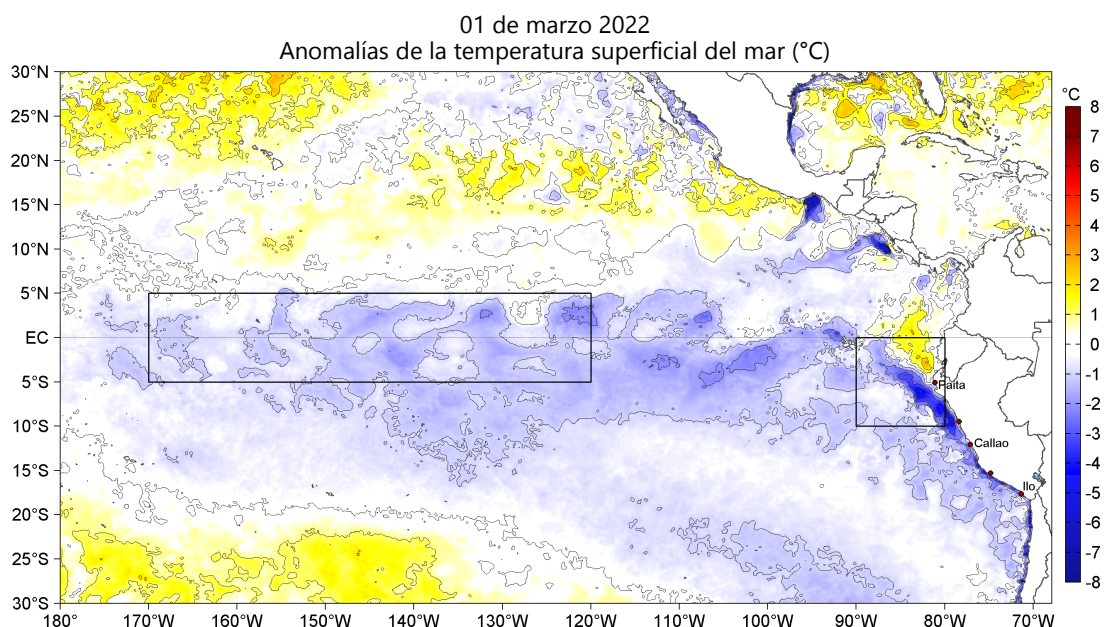 01 de marzo 2022
Anomalías de la temperatura superficial del mar (°C)
30°N
25°N
20°N
15°N
10°N
5°N
EC
5°S
10°S
15°S
20°S
25°S
30°S
180
170°W
160°W
150°W
140°W
130°W
120°W
110°W
100°W
90°W
80°W
70°W
Paita
Callao
Ilo
°C
8
7
6
5
4
3
2
1
0
-1
-2
-3
-4
-5
-6
-7
-8